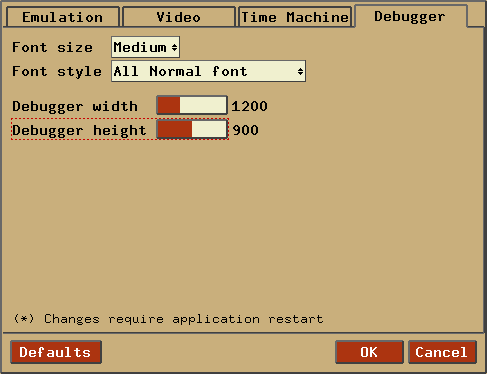 Emulation Video Time Machine Debugger
Font size Medium
Font style All Normal font
Debugger width 1200
Debugger height 900
(*) Changes require application restart
Defaults OK Cancel